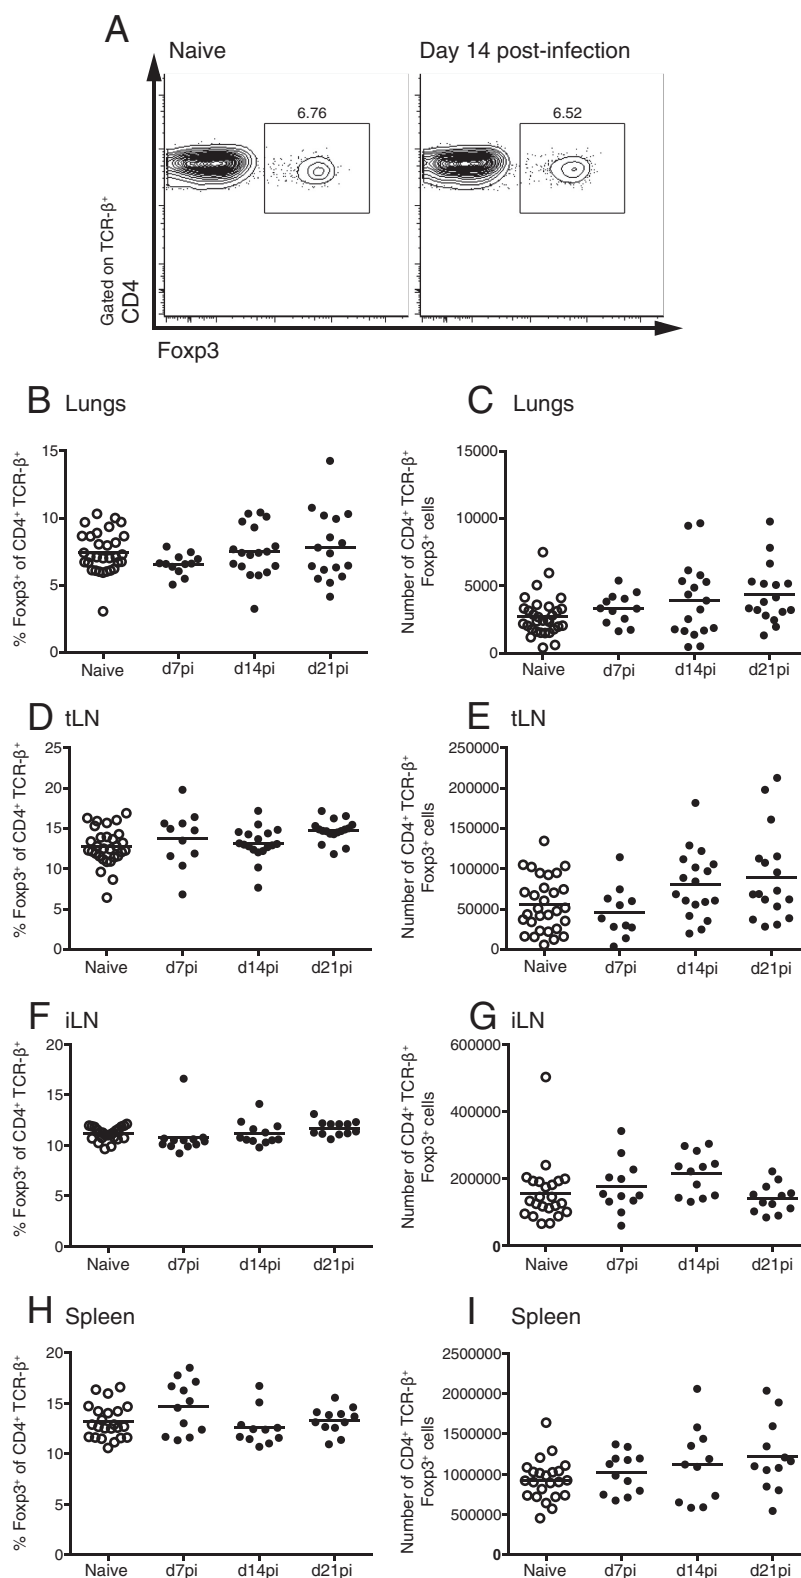 A
Naive
Day 14 post-infection
6.76
6.52
Gated on TCR-β⁺
CD4
Foxp3
B Lungs
% Foxp3⁺ of CD4⁺ TCR-β⁺
15
10
5
0
Naive d7pi d14pi d21pi
C Lungs
Number of CD4⁺ TCR-β⁺
Foxp3⁺ cells
15000
10000
5000
0
Naive d7pi d14pi d21pi
D tLN
% Foxp3⁺ of CD4⁺ TCR-β⁺
25
20
15
10
5
0
Naive d7pi d14pi d21pi
E tLN
Number of CD4⁺ TCR-β⁺
Foxp3⁺ cells
250000
200000
150000
100000
50000
0
Naive d7pi d14pi d21pi
F iLN
% Foxp3⁺ of CD4⁺ TCR-β⁺
20
15
10
5
0
Naive d7pi d14pi d21pi
G iLN
Number of CD4⁺ TCR-β⁺
Foxp3⁺ cells
600000
400000
200000
0
Naive d7pi d14pi d21pi
H Spleen
% Foxp3⁺ of CD4⁺ TCR-β⁺
20
15
10
5
0
Naive d7pi d14pi d21pi
I Spleen
Number of CD4⁺ TCR-β⁺
Foxp3⁺ cells
2500000
2000000
1500000
1000000
500000
0
Naive d7pi d14pi d21pi